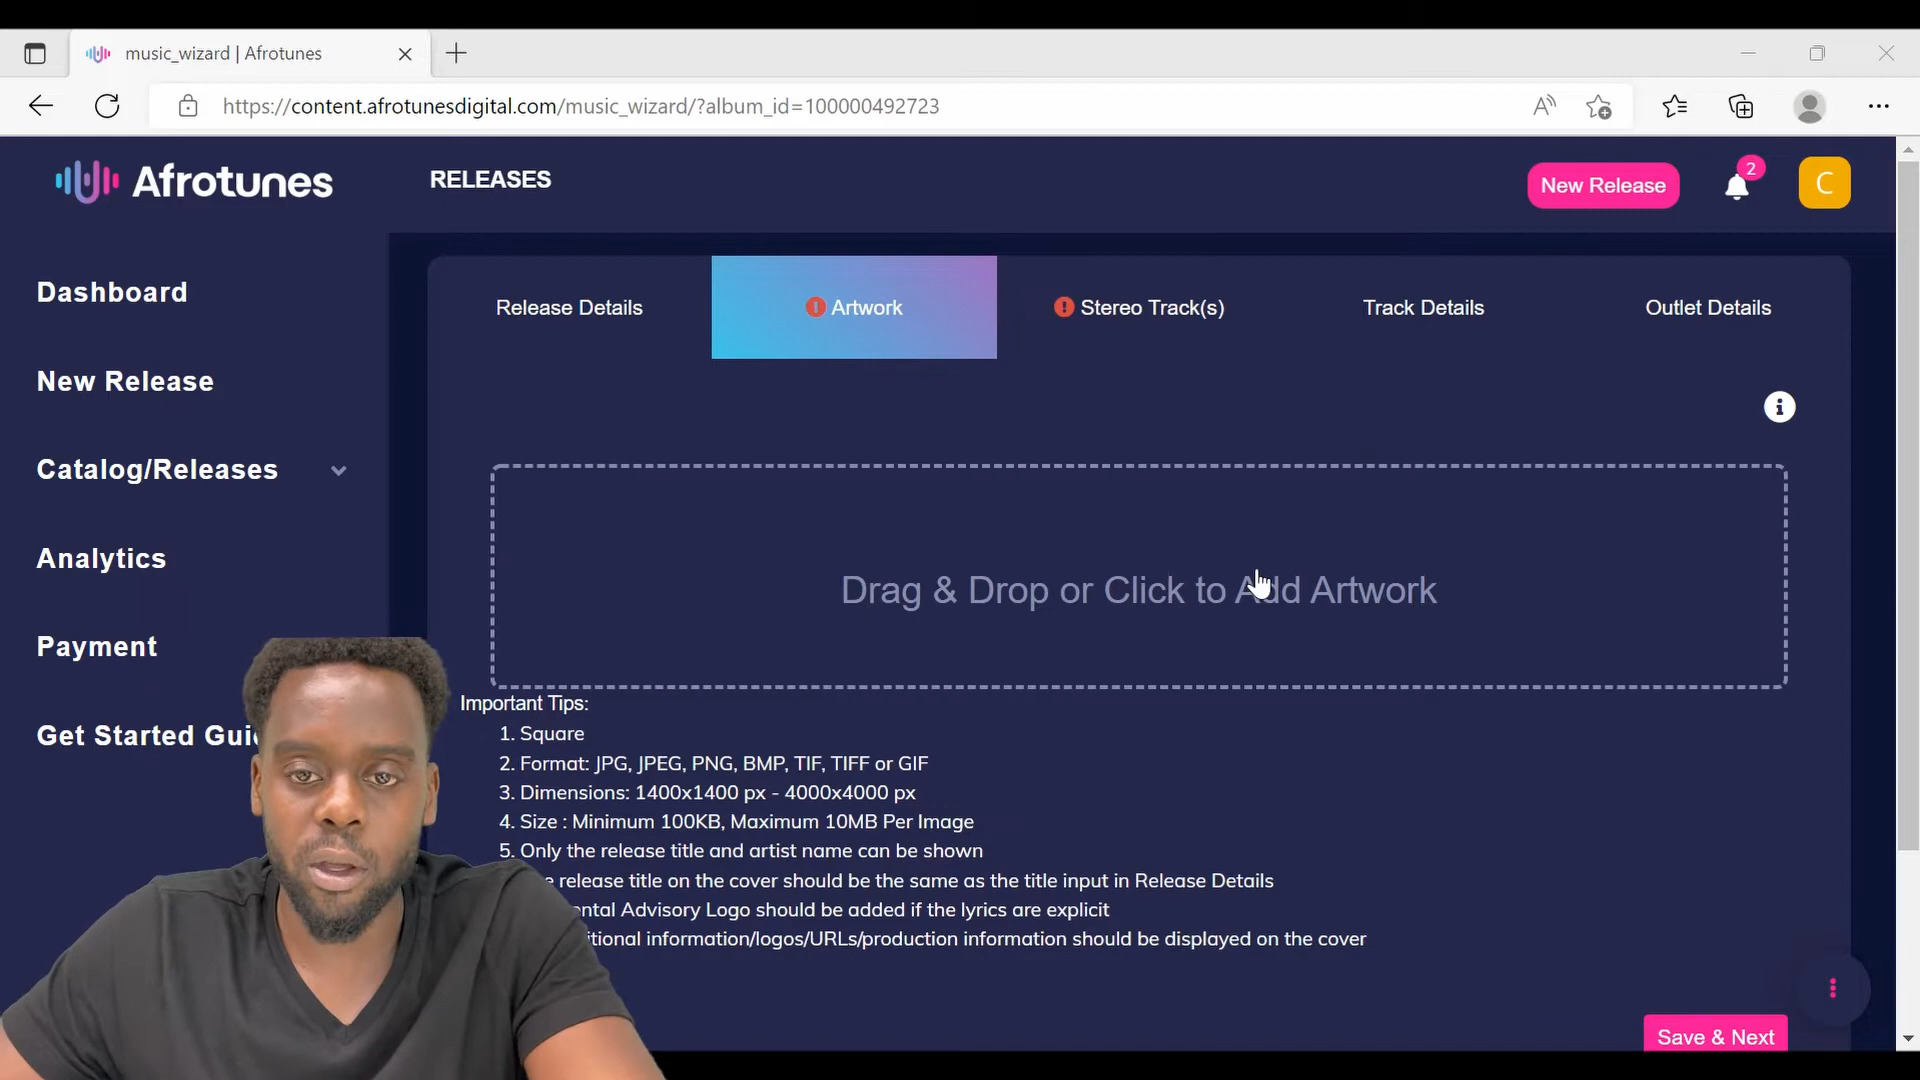 music_wizard | Afrotunes
https://content.afrotunesdigital.com/music_wizard/?album_id=100000492723
Afrotunes
RELEASES
New Release
2
C
Dashboard
New Release
Catalog/Releases
Analytics
Payment
Get Started
Release Details
Artwork
Stereo Track(s)
Track Details
Outlet Details
Drag & Drop or Click to Add Artwork
Important Tips:
1. Square
2. Format: JPG, JPEG, PNG, BMP, TIF, TIFF or GIF
3. Dimensions: 1400x1400 px - 4000x4000 px
4. Size : Minimum 100KB, Maximum 10MB Per Image
5. Only the release title and artist name can be shown
release title on the cover should be the same as the title input in Release Details
Advisory Logo should be added if the lyrics are explicit
information/logos/URLs/production information should be displayed on the cover
Save & Next